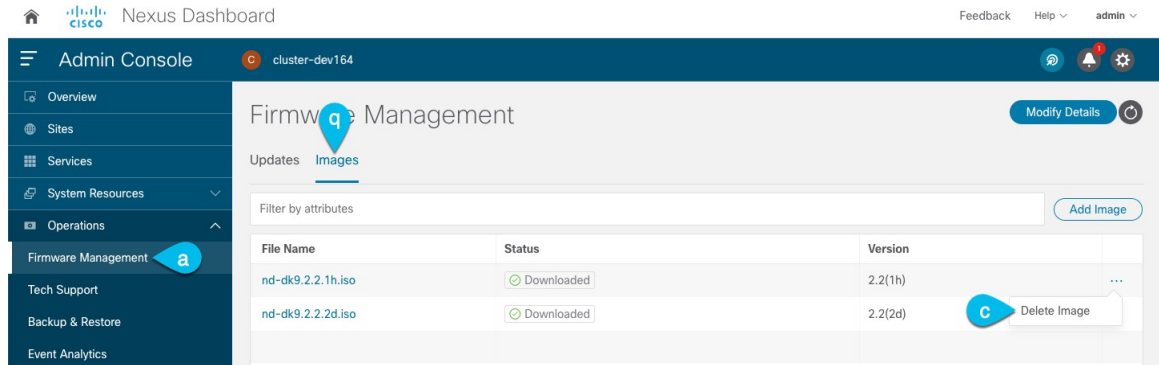 cisco Nexus Dashboard Feedback Help admin
Admin Console C cluster-dev164 1
Overview
Sites
Services
System Resources
Operations
Firmware Management a
Tech Support
Backup & Restore
Event Analytics
Firmw q e Management Modify Details
Updates Images
Filter by attributes Add Image
File Name Status Version
nd-dk9.2.2.1h.iso Downloaded 2.2(1h) ...
nd-dk9.2.2.2d.iso Downloaded 2.2(2d) c Delete Image